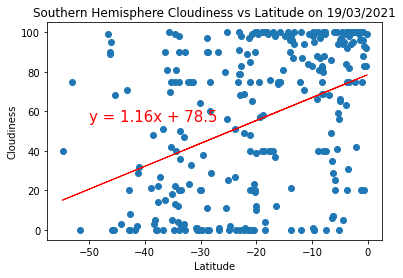 Southern Hemisphere Cloudiness vs Latitude on 19/03/2021
100
80
60
40
20
0
Cloudiness
y = 1.16x + 78.5
−50 −40 −30 −20 −10 0
Latitude